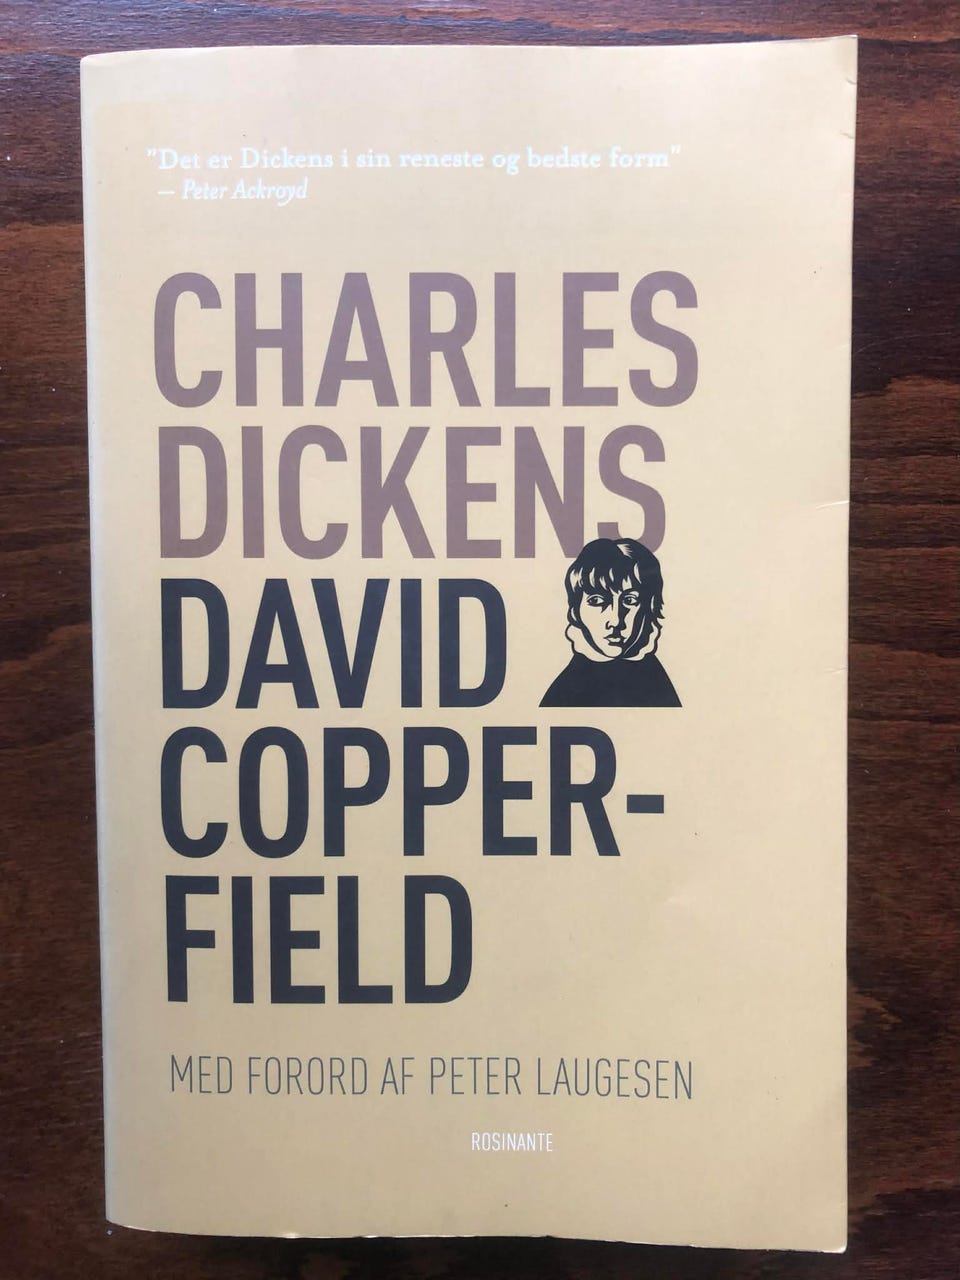 "Det er Dickens i sin reneste og bedste form"
– Peter Ackroyd
CHARLES
DICKENS
DAVID
COPPER-
FIELD
MED FORORD AF PETER LAUGESEN
ROSINANTE